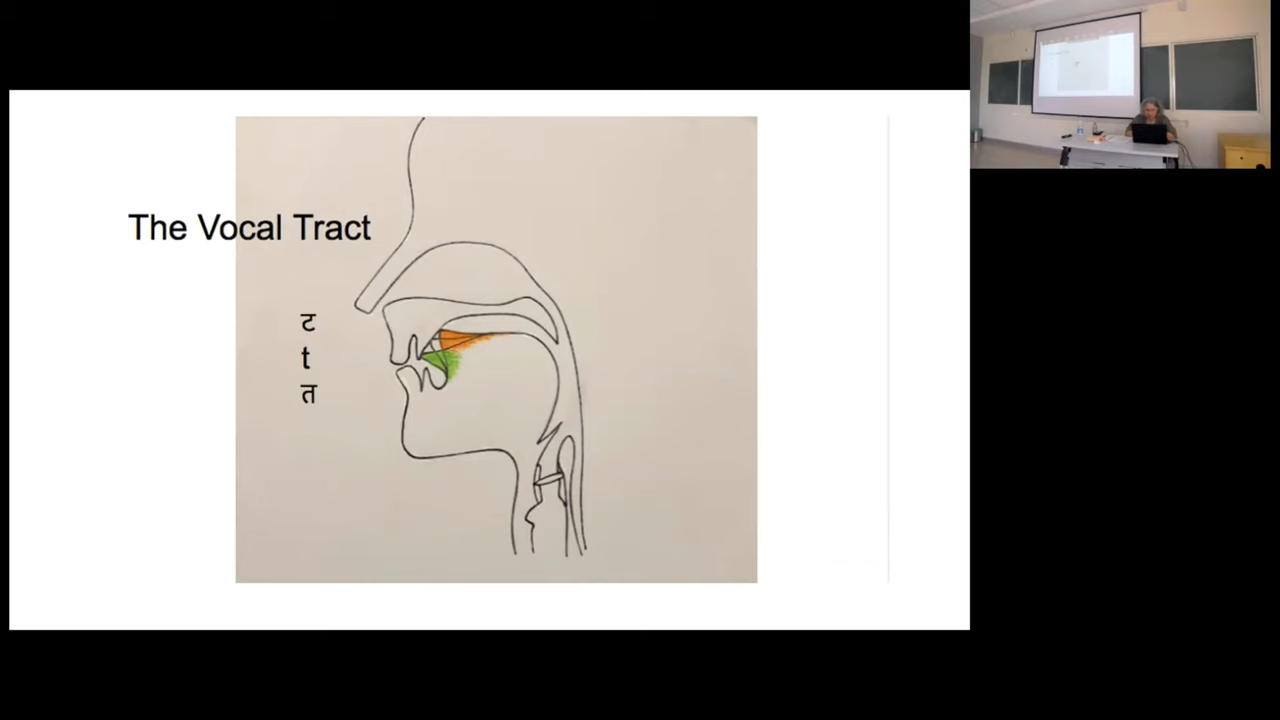 The Vocal Tract
ट
t
त